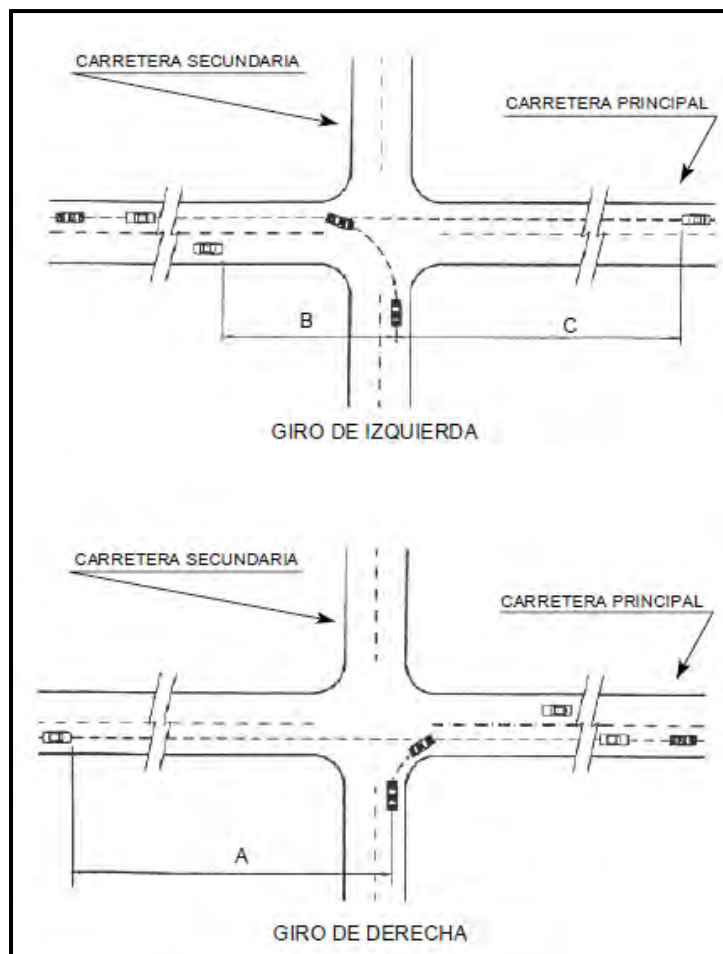 CARRETERA SECUNDARIA
CARRETERA PRINCIPAL
B
C
GIRO DE IZQUIERDA
CARRETERA SECUNDARIA
CARRETERA PRINCIPAL
A
GIRO DE DERECHA